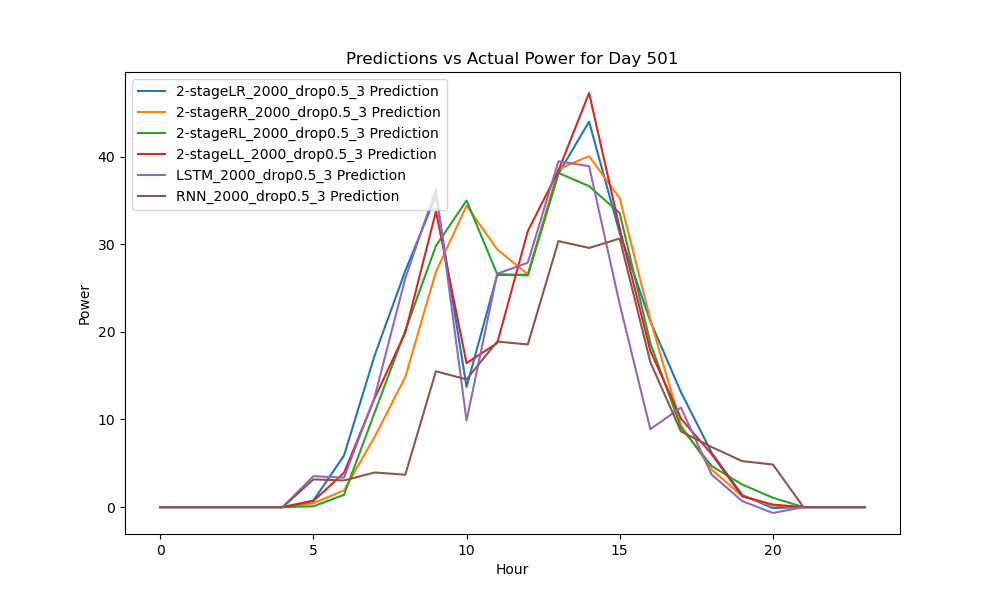 Predictions vs Actual Power for Day 501
2-stageLR_2000_drop0.5_3 Prediction
2-stageRR_2000_drop0.5_3 Prediction
2-stageRL_2000_drop0.5_3 Prediction
2-stageLL_2000_drop0.5_3 Prediction
LSTM_2000_drop0.5_3 Prediction
RNN_2000_drop0.5_3 Prediction
40
30
20
10
0
Power
0 5 10 15 20
Hour